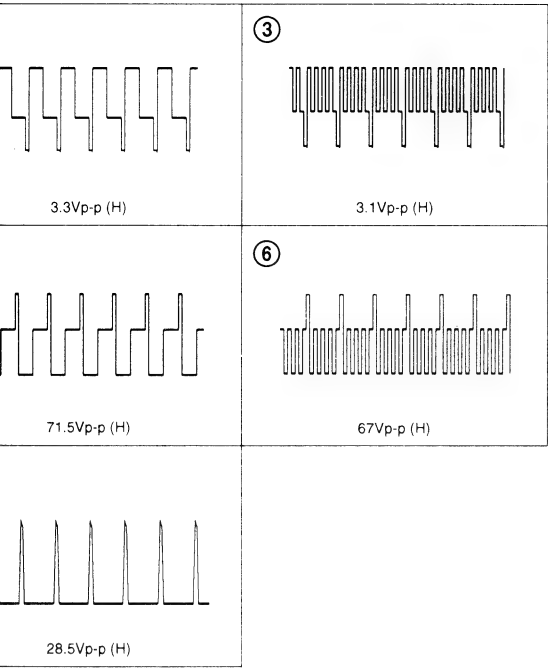 ③
3.3Vp-p (H)
3.1Vp-p (H)
⑥
71.5Vp-p (H)
67Vp-p (H)
28.5Vp-p (H)